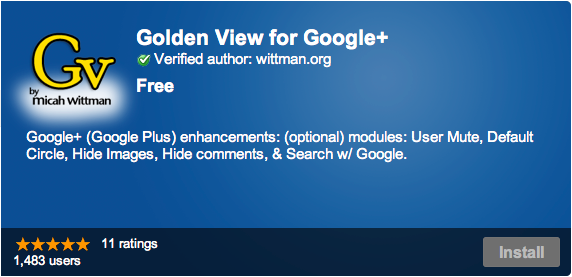 Golden View for Google+
Verified author: wittman.org
Free
Gv
by
micah wittman
Google+ (Google Plus) enhancements: (optional) modules: User Mute, Default
Circle, Hide Images, Hide comments, & Search w/ Google.
11 ratings
1,483 users
Install